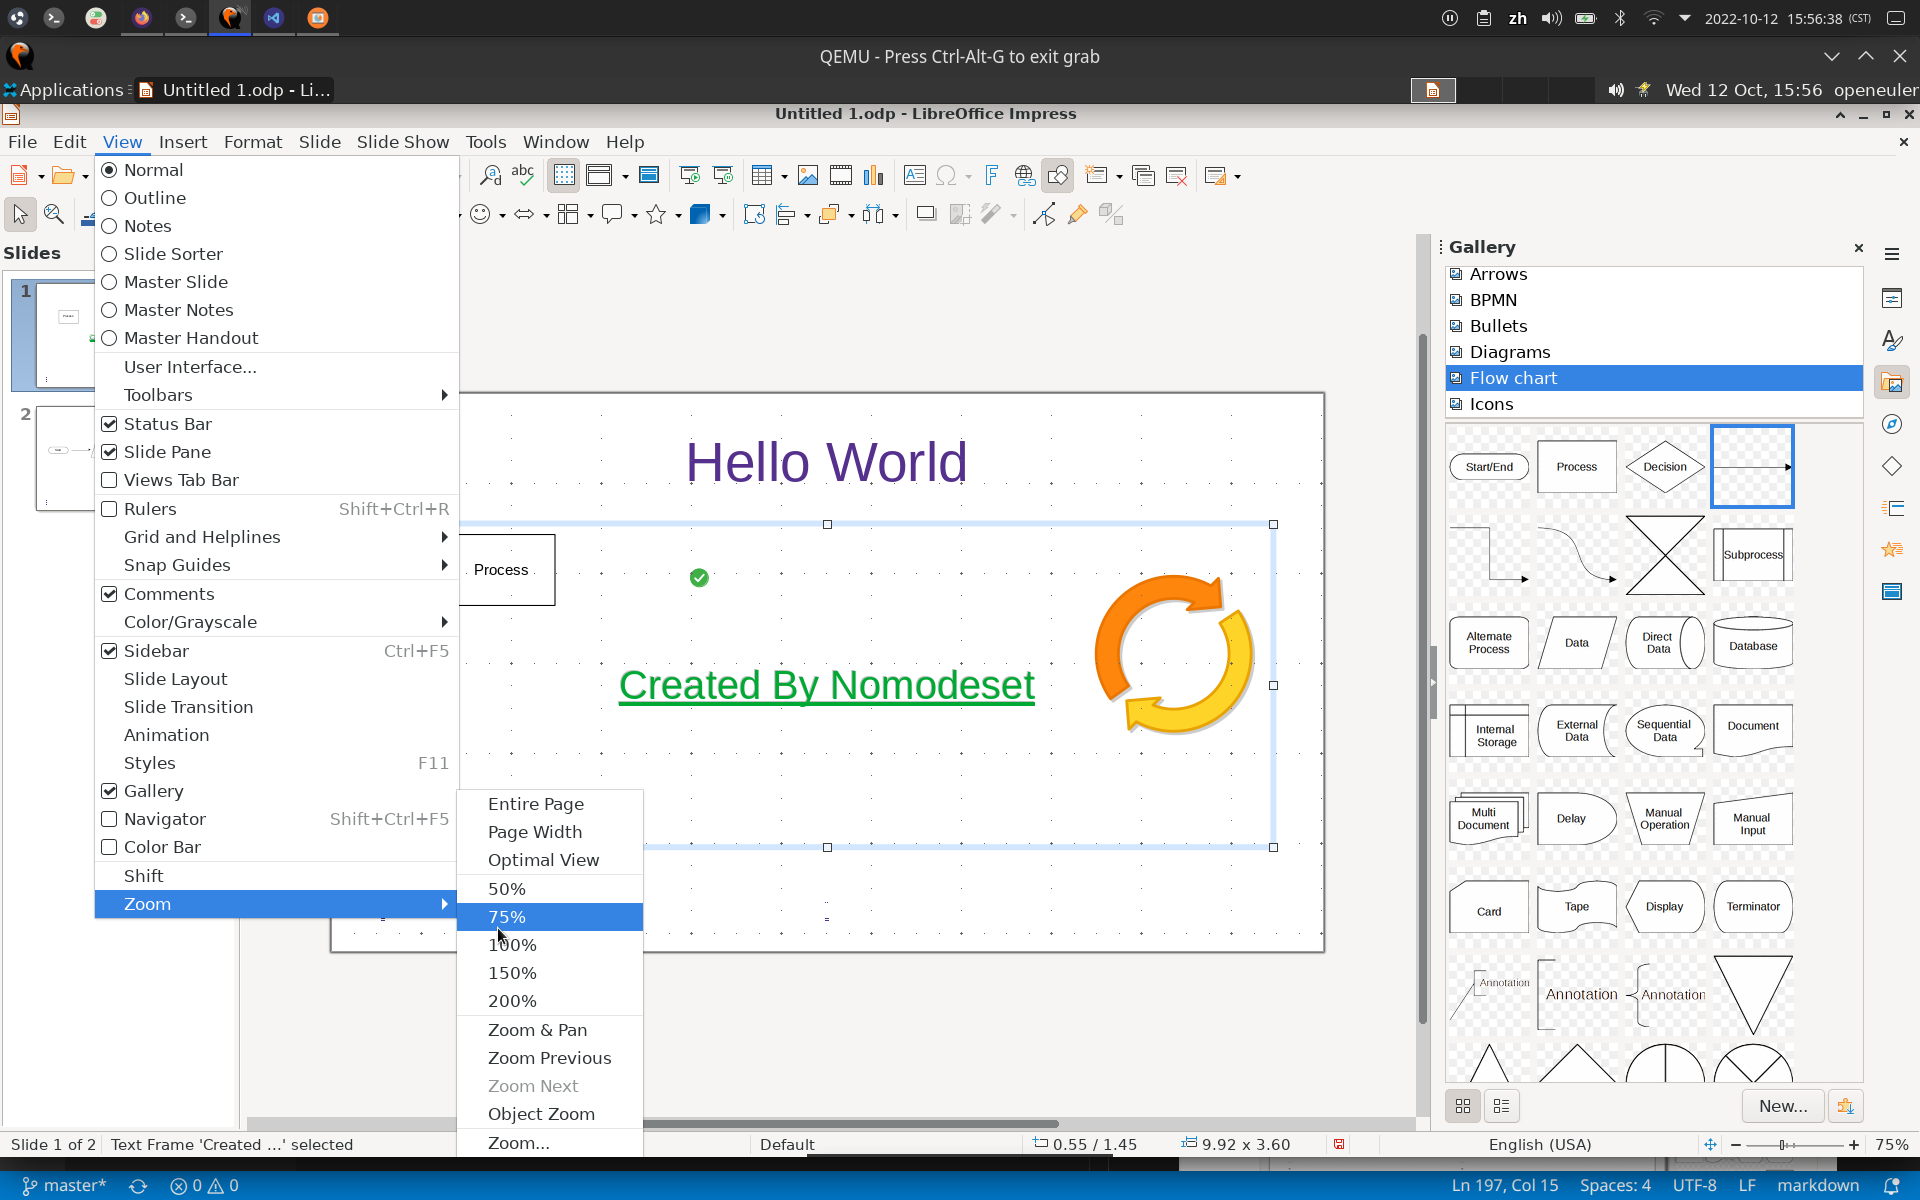 zh
2022-10-12 15:56:38 (CST)
QEMU - Press Ctrl-Alt-G to exit grab
Applications
Untitled 1.odp - Li...
Wed 12 Oct, 15:56 openeuler
Untitled 1.odp - LibreOffice Impress
File Edit View Insert Format Slide Slide Show Tools Window Help
Normal
Outline
Notes
Slide Sorter
Master Slide
Master Notes
Master Handout
User Interface...
Toolbars
Status Bar
Slide Pane
Views Tab Bar
Rulers Shift+Ctrl+R
Grid and Helplines
Snap Guides
Comments
Color/Grayscale
Sidebar Ctrl+F5
Slide Layout
Slide Transition
Animation
Styles F11
Gallery
Navigator Shift+Ctrl+F5
Color Bar
Shift
Zoom
Entire Page
Page Width
Optimal View
50%
75%
100%
150%
200%
Zoom & Pan
Zoom Previous
Zoom Next
Object Zoom
Zoom...
abc
Slides
1
2
Hello World
Process
Created By Nomodeset
Gallery
Arrows
BPMN
Bullets
Diagrams
Flow chart
Icons
Start/End
Process
Decision
Subprocess
Alternate
Process
Data
Direct
Data
Database
Internal
Storage
External
Data
Sequential
Data
Document
Multi
Document
Delay
Manual
Operation
Manual
Input
Card
Tape
Display
Terminator
Annotation
Annotation
Annotation
New...
Slide 1 of 2
Text Frame 'Created ...' selected
Default
0.55 / 1.45
9.92 x 3.60
English (USA)
75%
master*
0
0
Ln 197, Col 15
Spaces: 4
UTF-8
LF
markdown